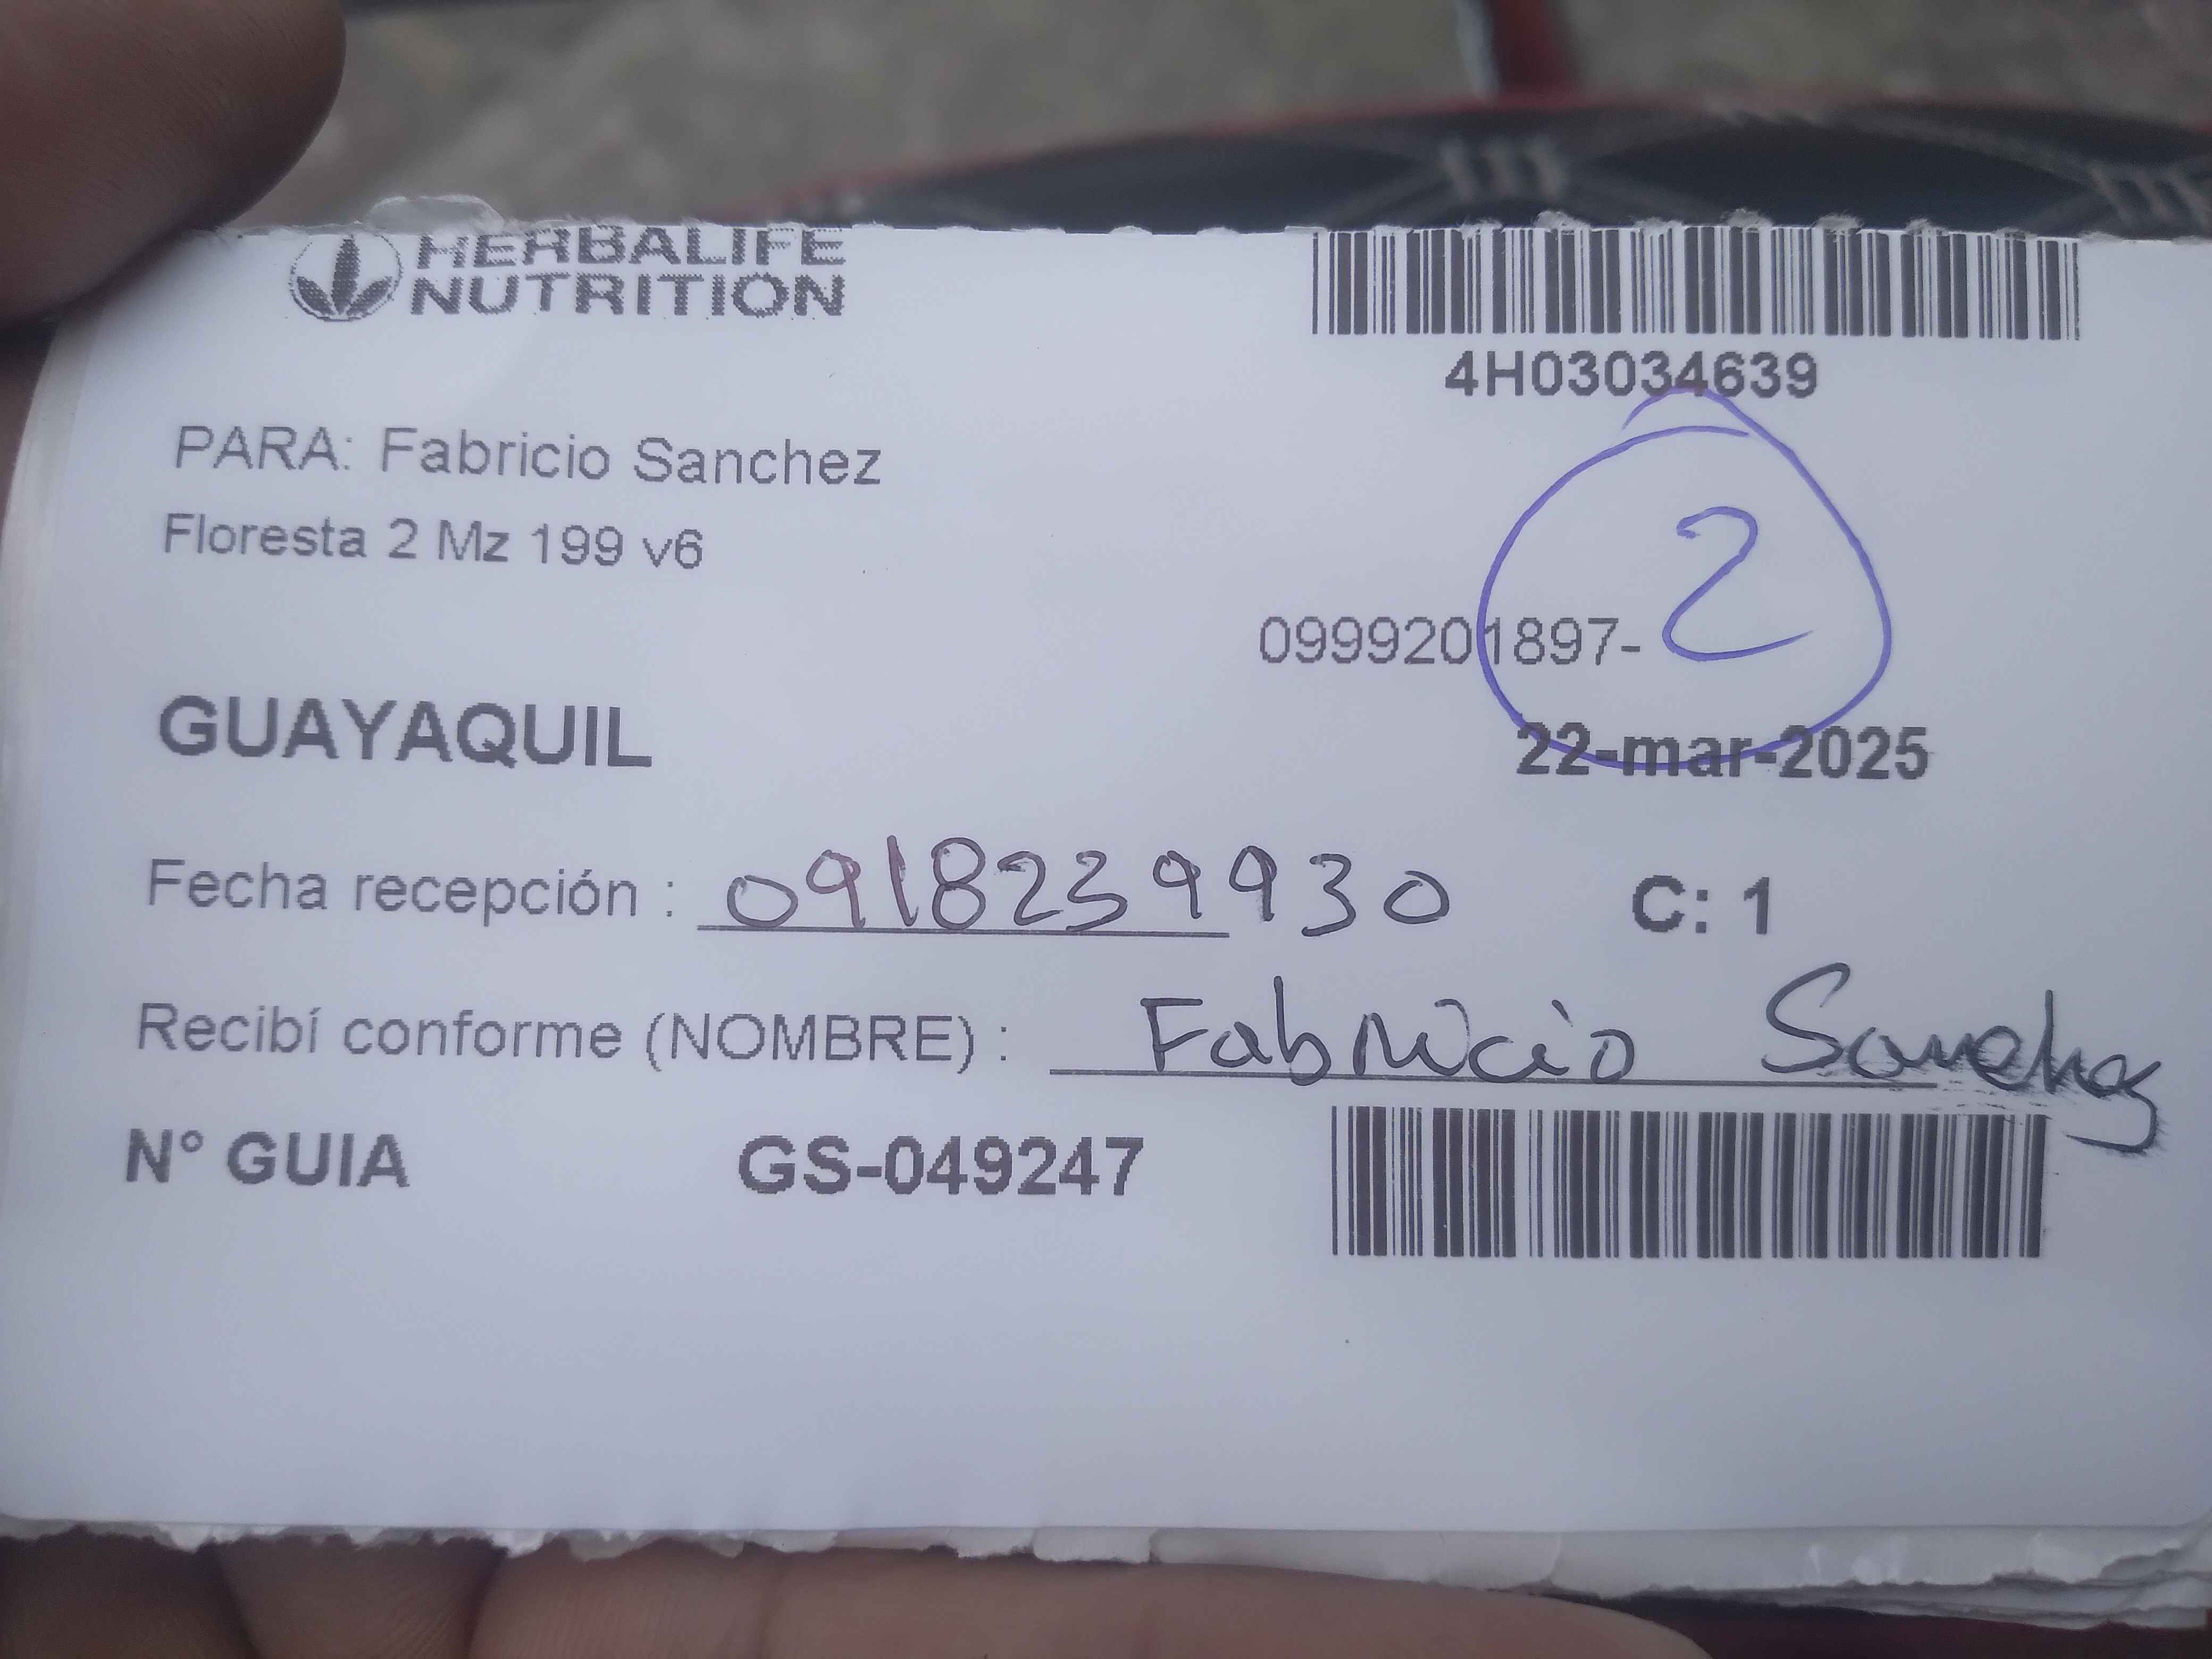 HERBALIFE
NUTRITION
4H03034639
PARA: Fabricio Sanchez
Floresta 2 Mz 199 v6
2
0999201897-
GUAYAQUIL
22-mar-2025
Fecha recepción : 0918239930 C: 1
Recibí conforme (NOMBRE) : Fabricio Sanchez
N° GUIA GS-049247